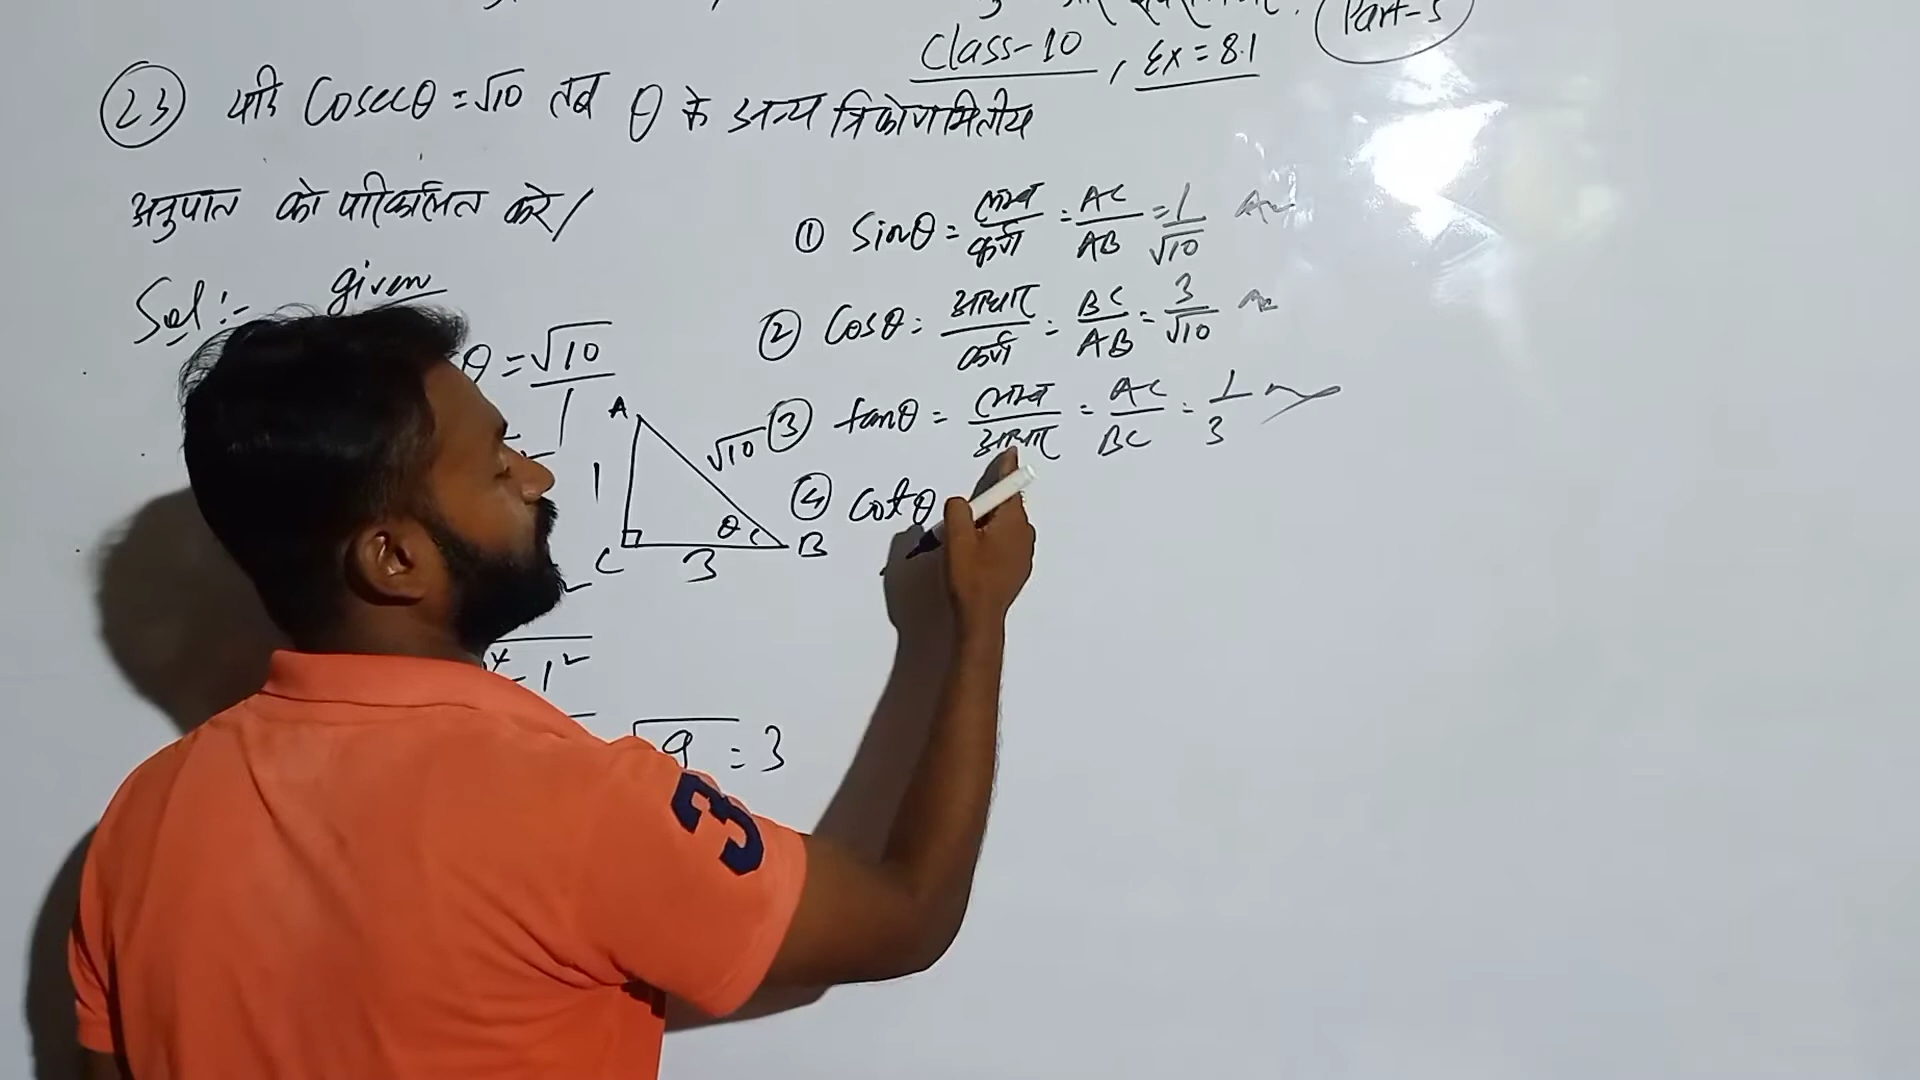 Part-5
Class-10, Ex=8.1
(23) यदि Cosecθ=√10 तब θ के अन्य त्रिकोणमितीय
अनुपात को परिकलित करे/
Sol:- given
θ = √10/1
A
√10
1
θ
C
B
3
-1²
√9 = 3
① Sinθ = लम्ब/कर्ण = AC/AB = 1/√10
② Cosθ = आधार/कर्ण = BC/AB = 3/√10
③ tanθ = लम्ब/आधार = AC/BC = 1/3
④ Cotθ
3